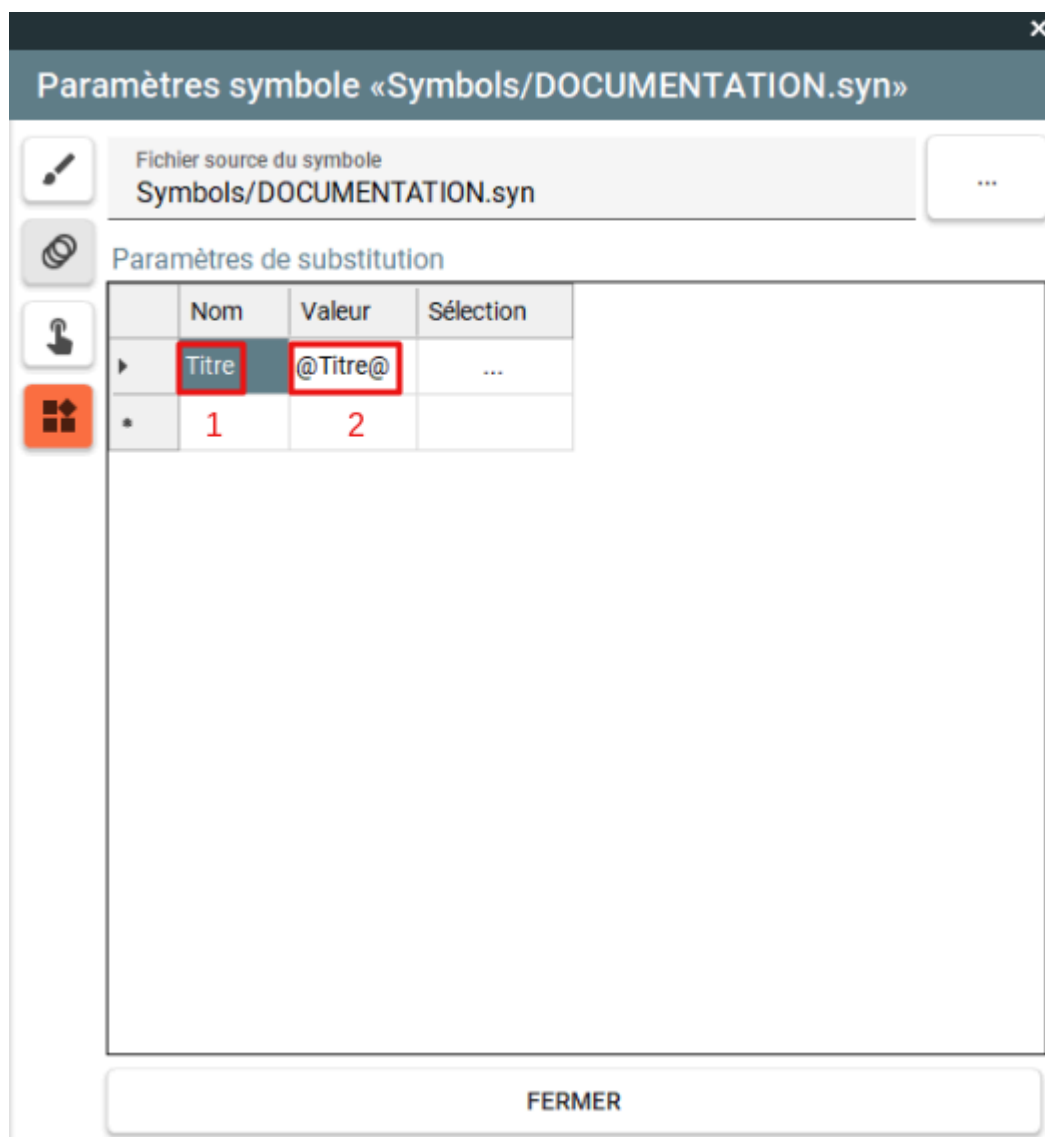 ×
Paramètres symbole «Symbols/DOCUMENTATION.syn»
Fichier source du symbole
Symbols/DOCUMENTATION.syn
...
Paramètres de substitution
Nom Valeur Sélection
Titre @Titre@ ...
* 1 2
FERMER